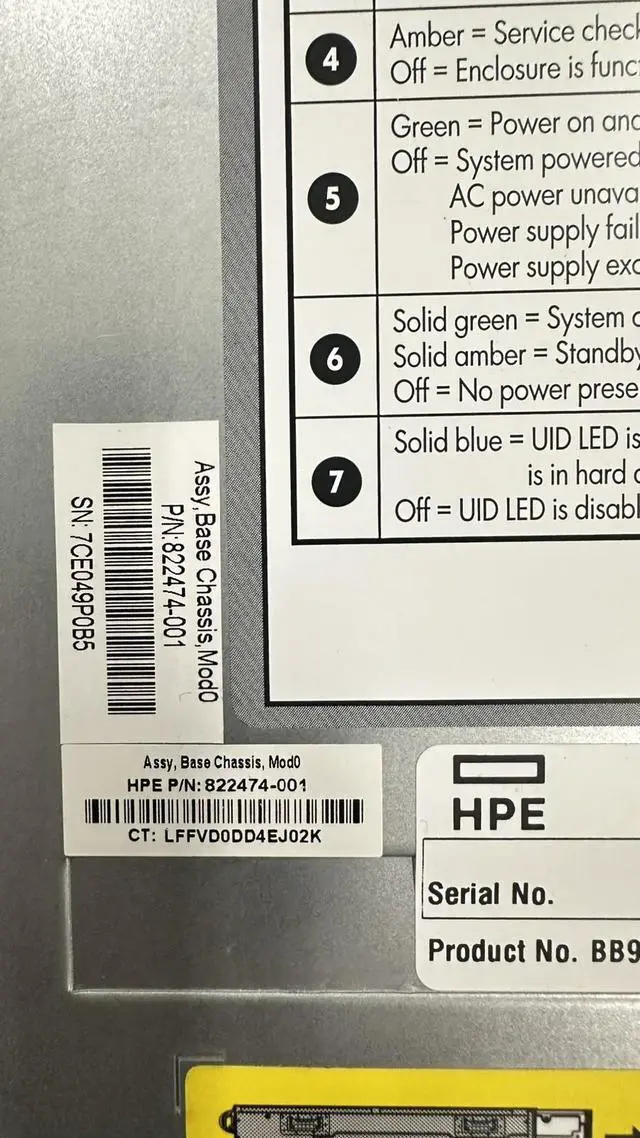 4
Amber = Service check
Off = Enclosure is func
5
Green = Power on and
Off = System powered
AC power unava
Power supply fail
Power supply exc
6
Solid green = System
Solid amber = Standby
Off = No power prese
7
Solid blue = UID LED is
is in hard
Off = UID LED is disabl
Assy,Base Chassis,Mod0
P/N:822474-001
SN: 7CE049P0B5
Assy, Base Chassis, Mod0
HPE P/N: 822474-001
CT: LFFVD0DD4EJ02K
HPE
Serial No.
Product No. BB9